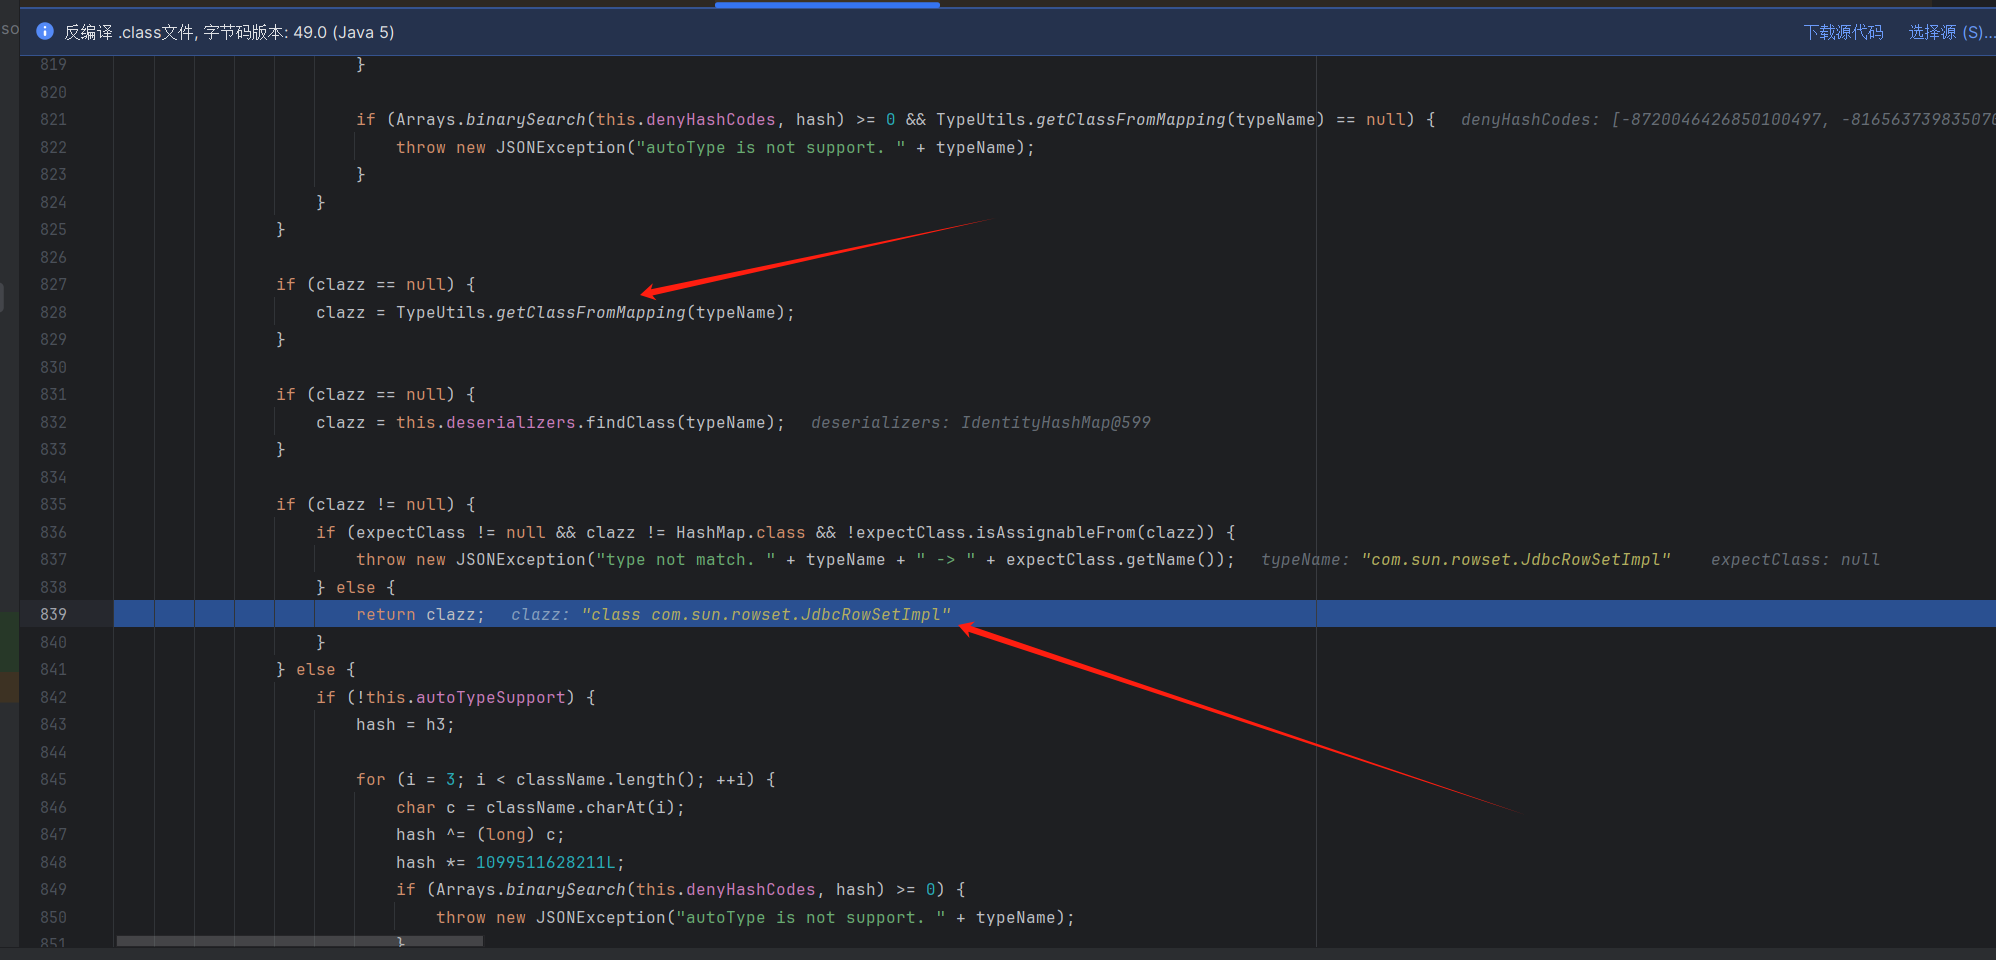 so
反编译 .class文件, 字节码版本: 49.0 (Java 5) 下载源代码 选择源 (S)...
819 }
820
821 if (Arrays.binarySearch(this.denyHashCodes, hash) >= 0 && TypeUtils.getClassFromMapping(typeName) == null) { denyHashCodes: [-8720046426850100497, -816563739835070
822 throw new JSONException("autoType is not support. " + typeName);
823 }
824 }
825 }
826
827 if (clazz == null) {
828 clazz = TypeUtils.getClassFromMapping(typeName);
829 }
830
831 if (clazz == null) {
832 clazz = this.deserializers.findClass(typeName); deserializers: IdentityHashMap@599
833 }
834
835 if (clazz != null) {
836 if (expectClass != null && clazz != HashMap.class && !expectClass.isAssignableFrom(clazz)) {
837 throw new JSONException("type not match. " + typeName + " -> " + expectClass.getName()); typeName: "com.sun.rowset.JdbcRowSetImpl" expectClass: null
838 } else {
839 return clazz; clazz: "class com.sun.rowset.JdbcRowSetImpl"
840 }
841 } else {
842 if (!this.autoTypeSupport) {
843 hash = h3;
844
845 for (i = 3; i < className.length(); ++i) {
846 char c = className.charAt(i);
847 hash ^= (long) c;
848 hash *= 1099511628211L;
849 if (Arrays.binarySearch(this.denyHashCodes, hash) >= 0) {
850 throw new JSONException("autoType is not support. " + typeName);
851 }